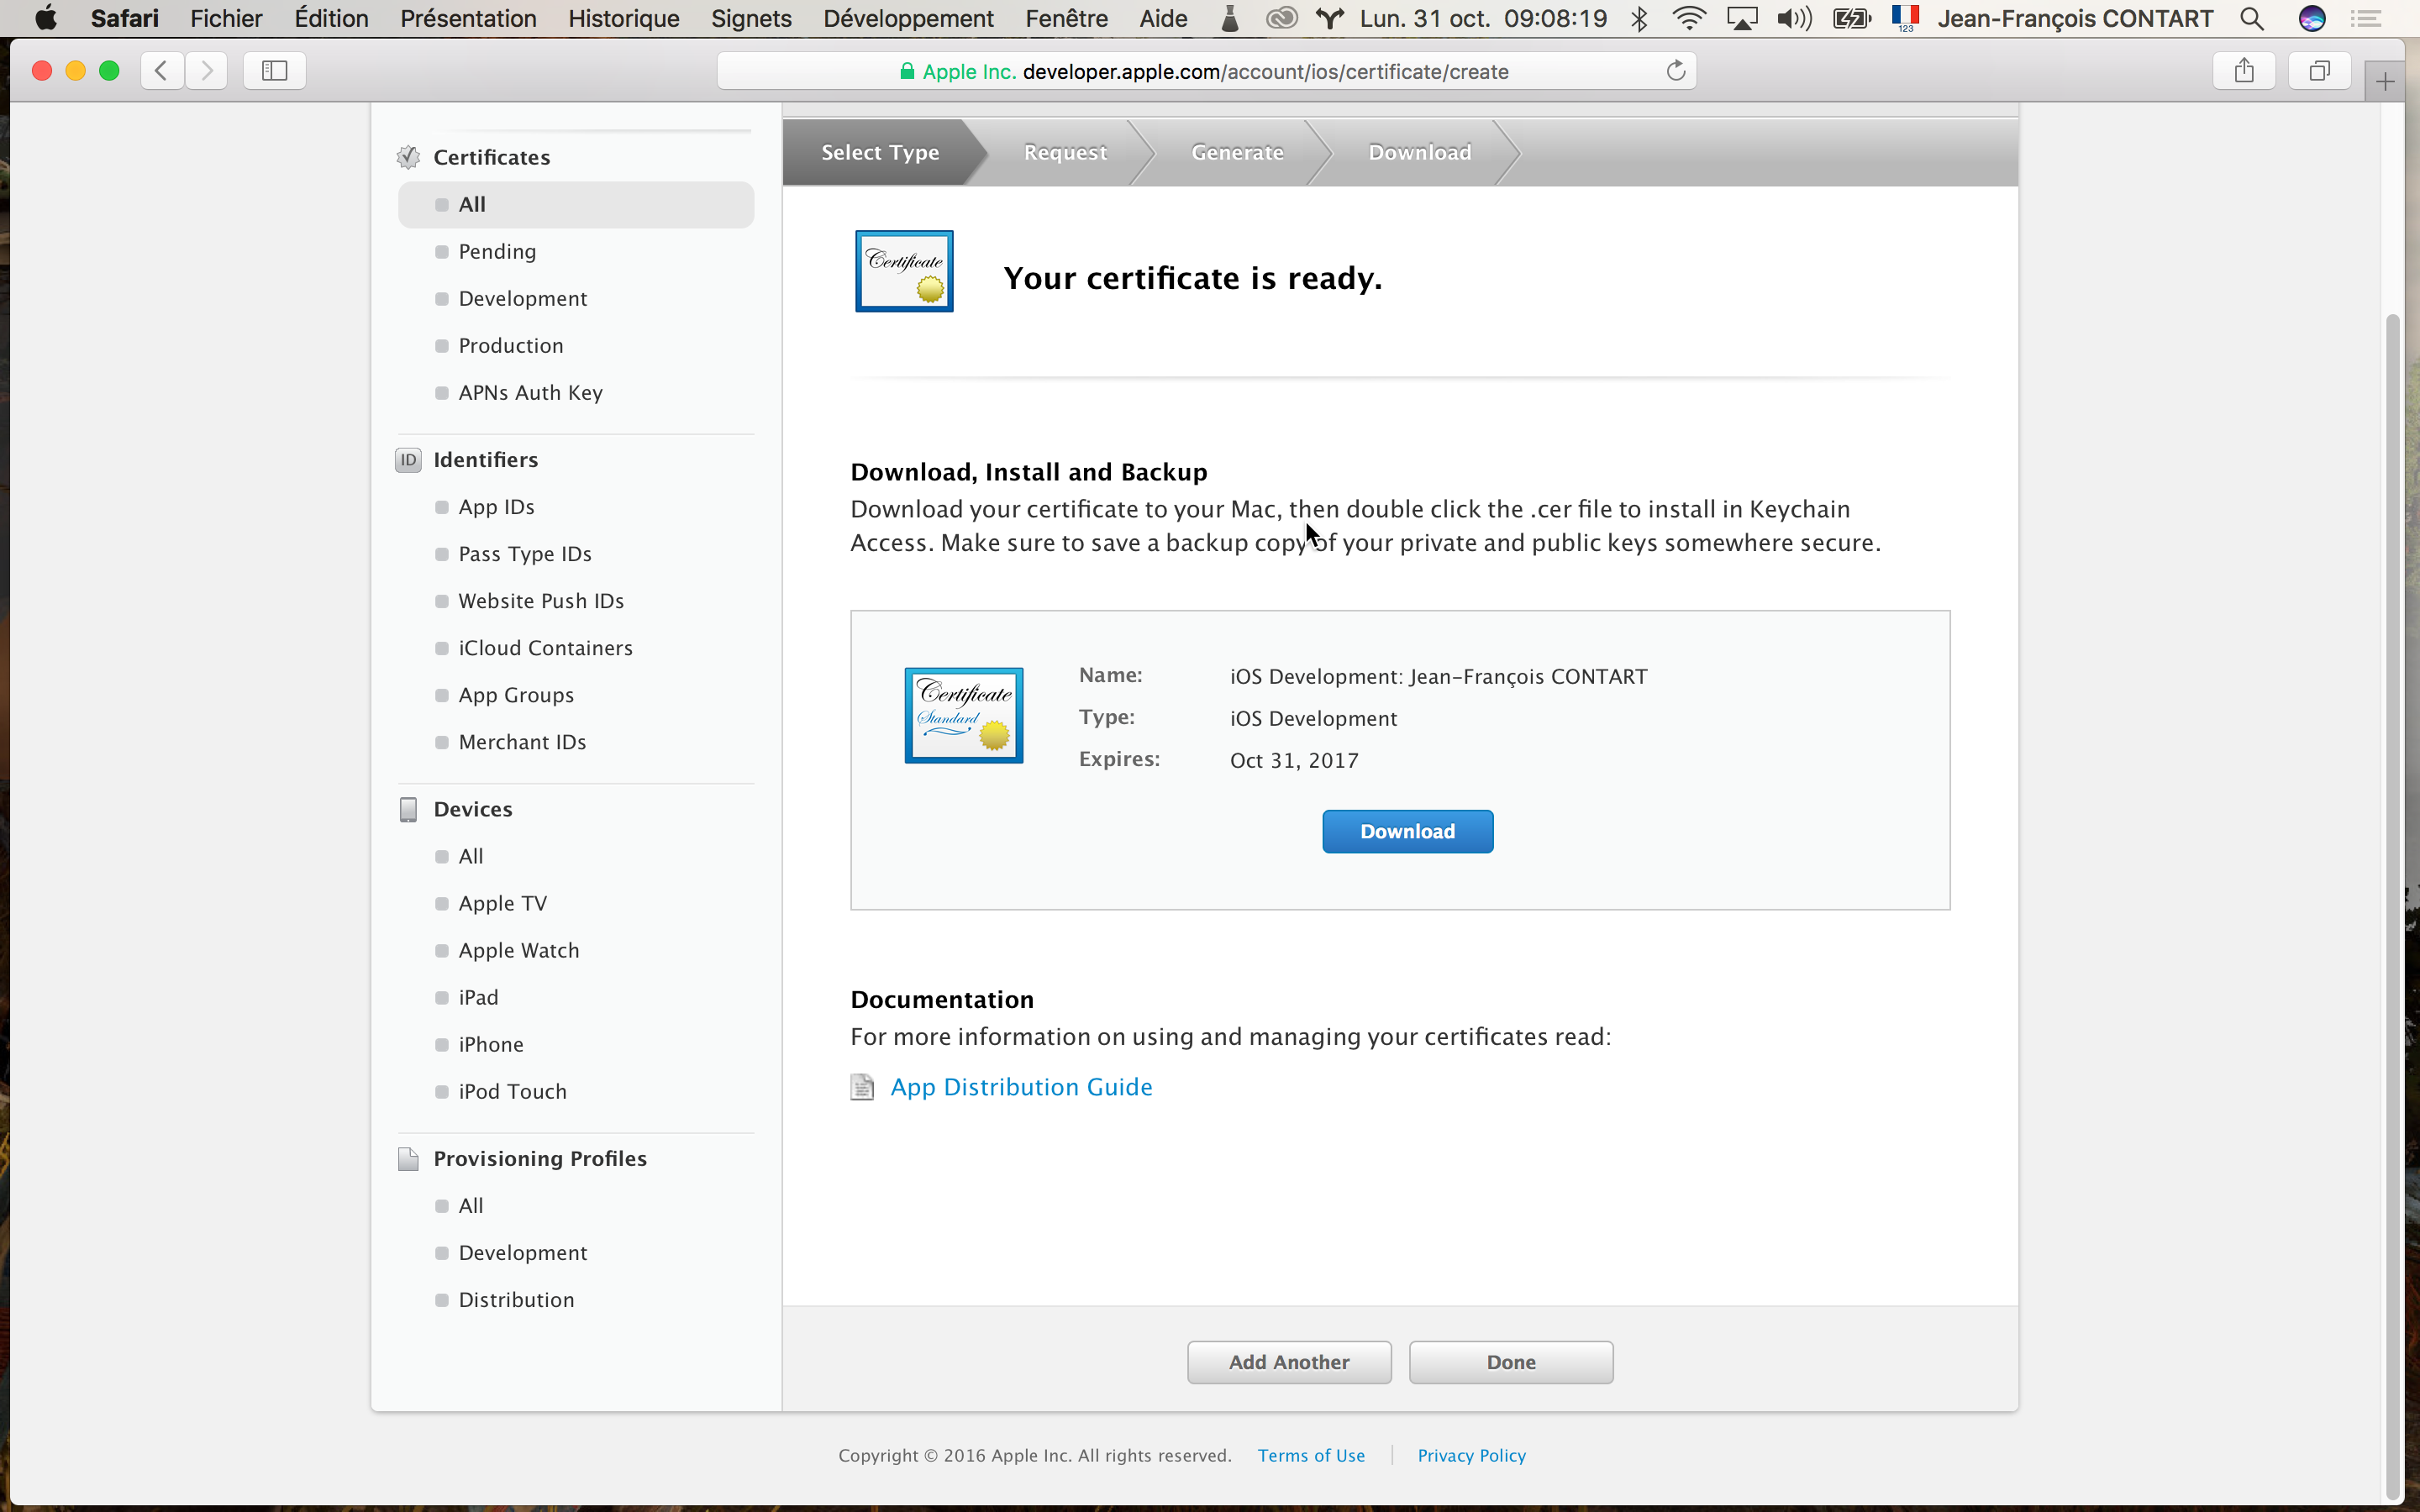 Safari Fichier Édition Présentation Historique Signets Développement Fenêtre Aide Lun. 31 oct. 09:08:19 123 Jean-François CONTART
Apple Inc. developer.apple.com/account/ios/certificate/create
Certificates
All
Pending
Development
Production
APNs Auth Key
ID Identifiers
App IDs
Pass Type IDs
Website Push IDs
iCloud Containers
App Groups
Merchant IDs
Devices
All
Apple TV
Apple Watch
iPad
iPhone
iPod Touch
Provisioning Profiles
All
Development
Distribution
Select Type Request Generate Download
Certificate
Your certificate is ready.
Download, Install and Backup
Download your certificate to your Mac, then double click the .cer file to install in Keychain
Access. Make sure to save a backup copy of your private and public keys somewhere secure.
Certificate
Standard
Name: iOS Development: Jean-François CONTART
Type: iOS Development
Expires: Oct 31, 2017
Download
Documentation
For more information on using and managing your certificates read:
App Distribution Guide
Add Another Done
Copyright © 2016 Apple Inc. All rights reserved. Terms of Use Privacy Policy